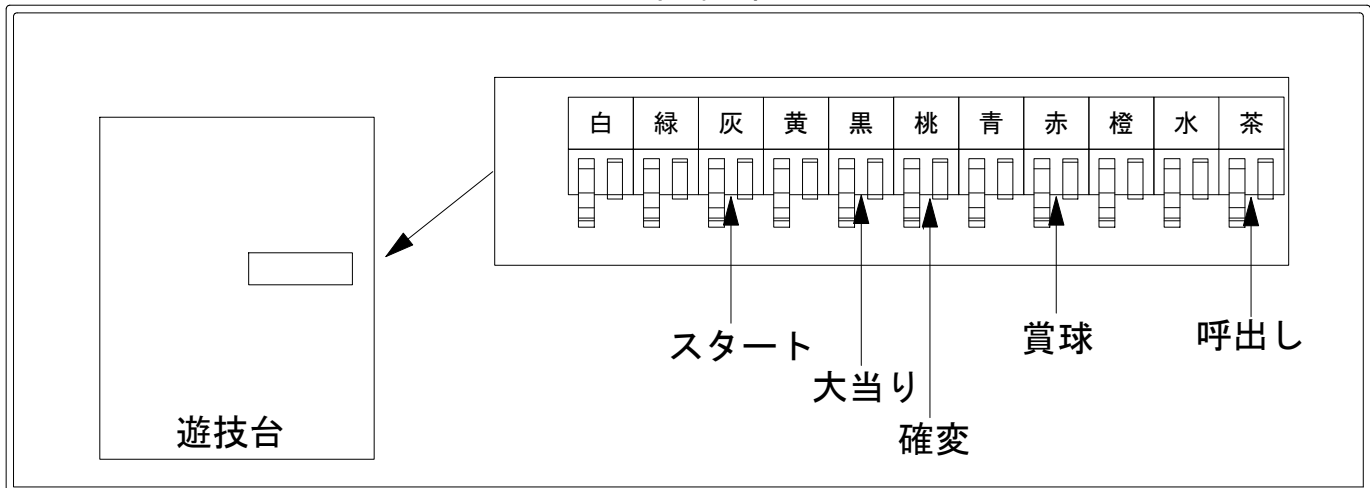 白 緑 灰 黄 黒 桃 青 赤 橙 水 茶
スタート
大当り
確変
賞球
呼出し
遊技台